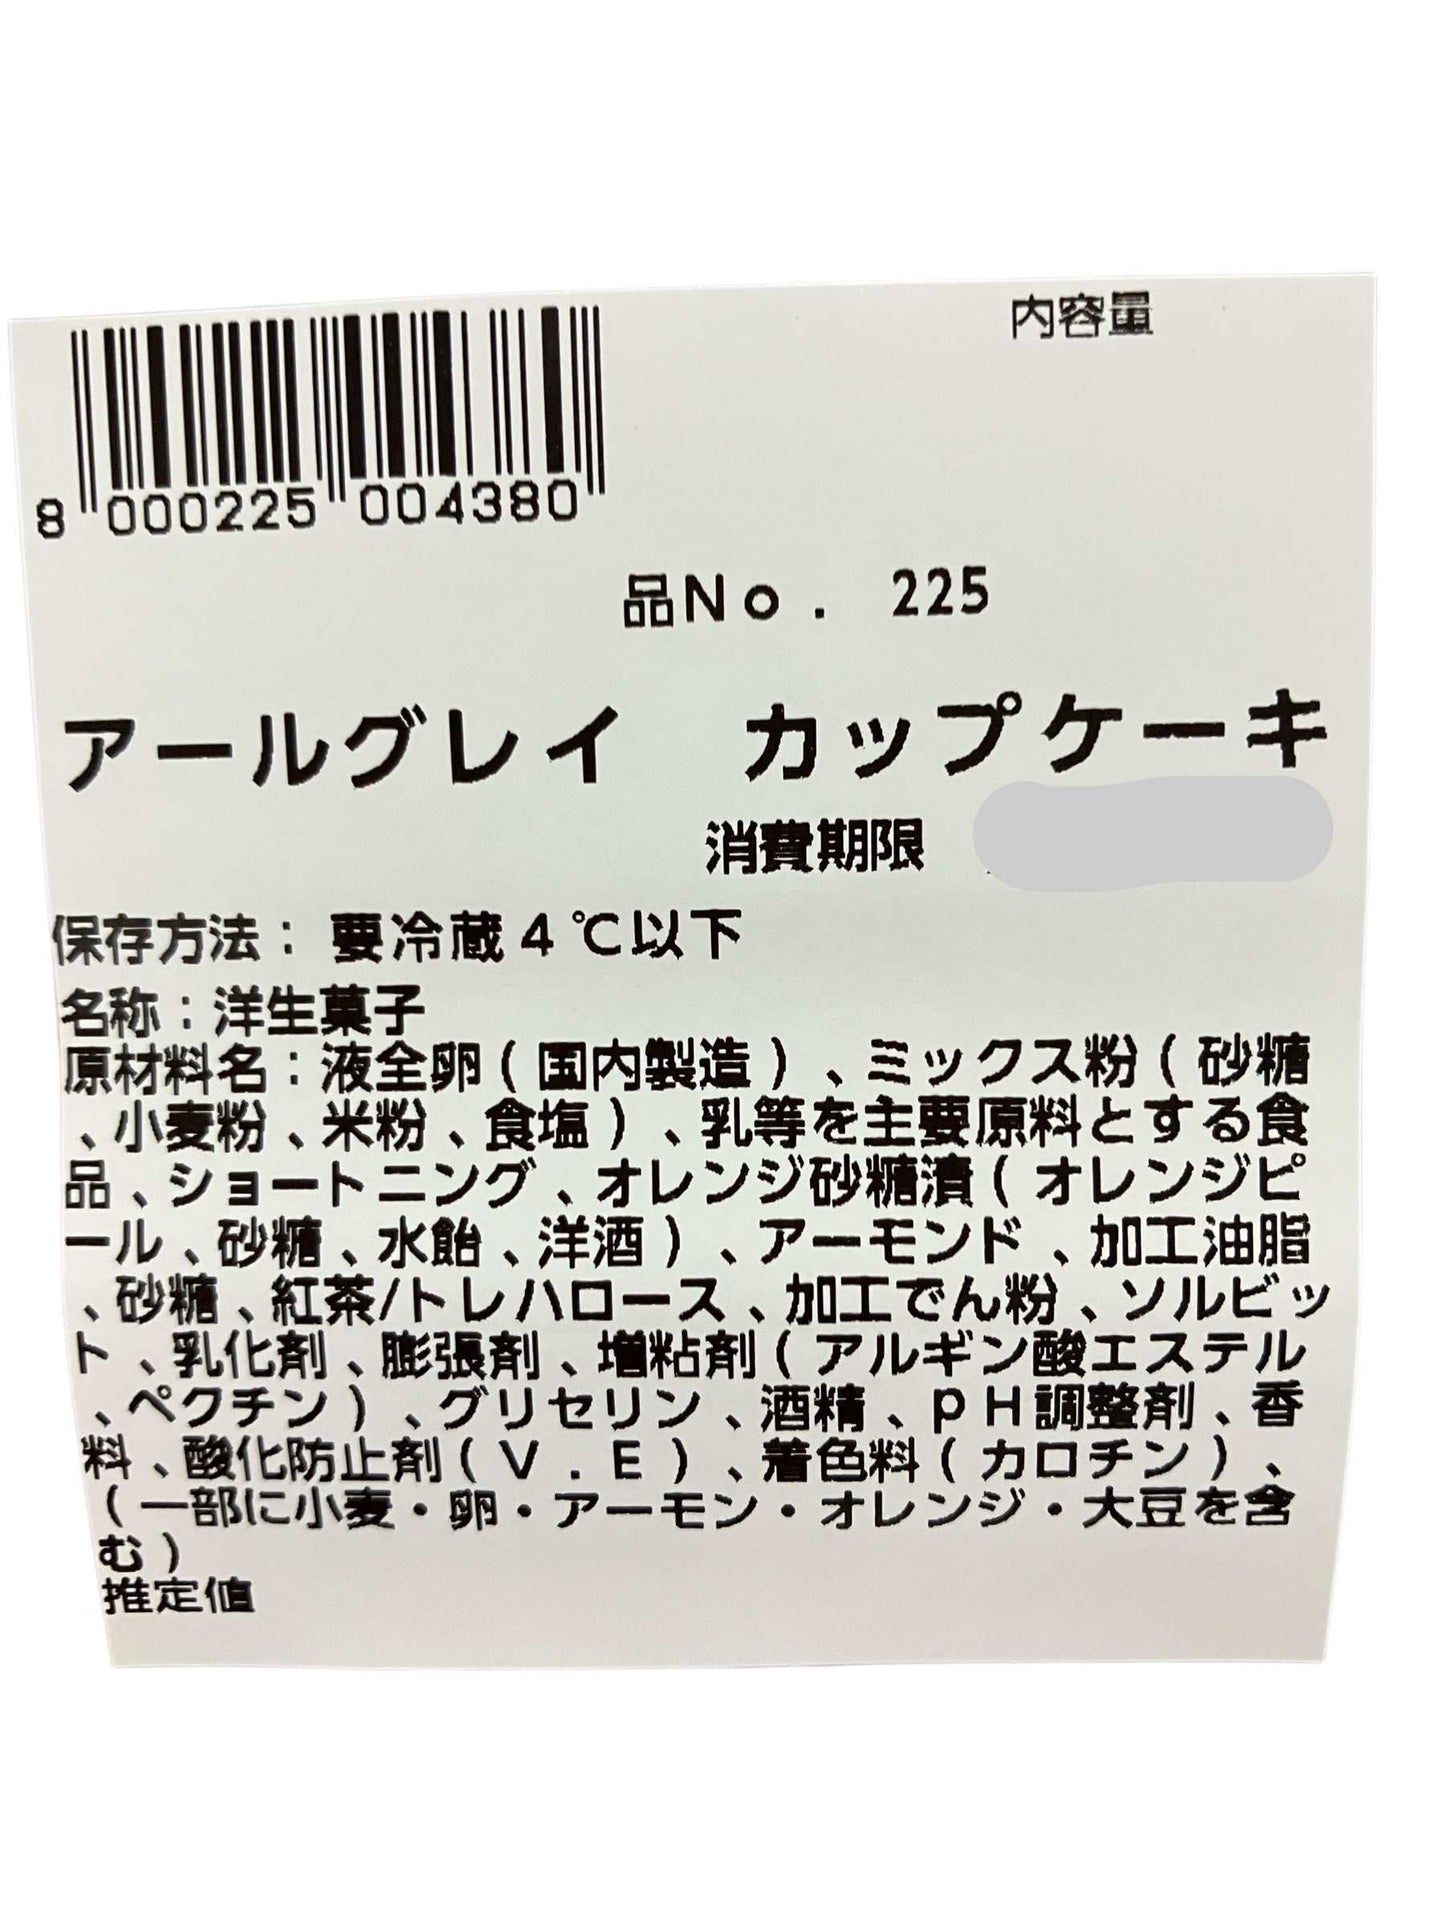 内容量
8 000225 004380
品No. 225
アールグレイ カップケーキ
消費期限
保存方法: 要冷蔵4℃以下
名称:洋生菓子
原材料名:液全卵(国内製造)、ミックス粉(砂糖
、小麦粉、米粉、食塩)、乳等を主要原料とする食
品、ショートニング、オレンジ砂糖漬(オレンジピ
ール、砂糖、水飴、洋酒)、アーモンド、加工油脂
、砂糖、紅茶/トレハロース、加工でん粉、ソルビッ
ト、乳化剤、膨張剤、増粘剤(アルギン酸エステル
、ペクチン)、グリセリン、酒精、pH調整剤、香
料、酸化防止剤(V.E)、着色料(カロチン)、
(一部に小麦・卵・アーモン・オレンジ・大豆を含
む)
推定値